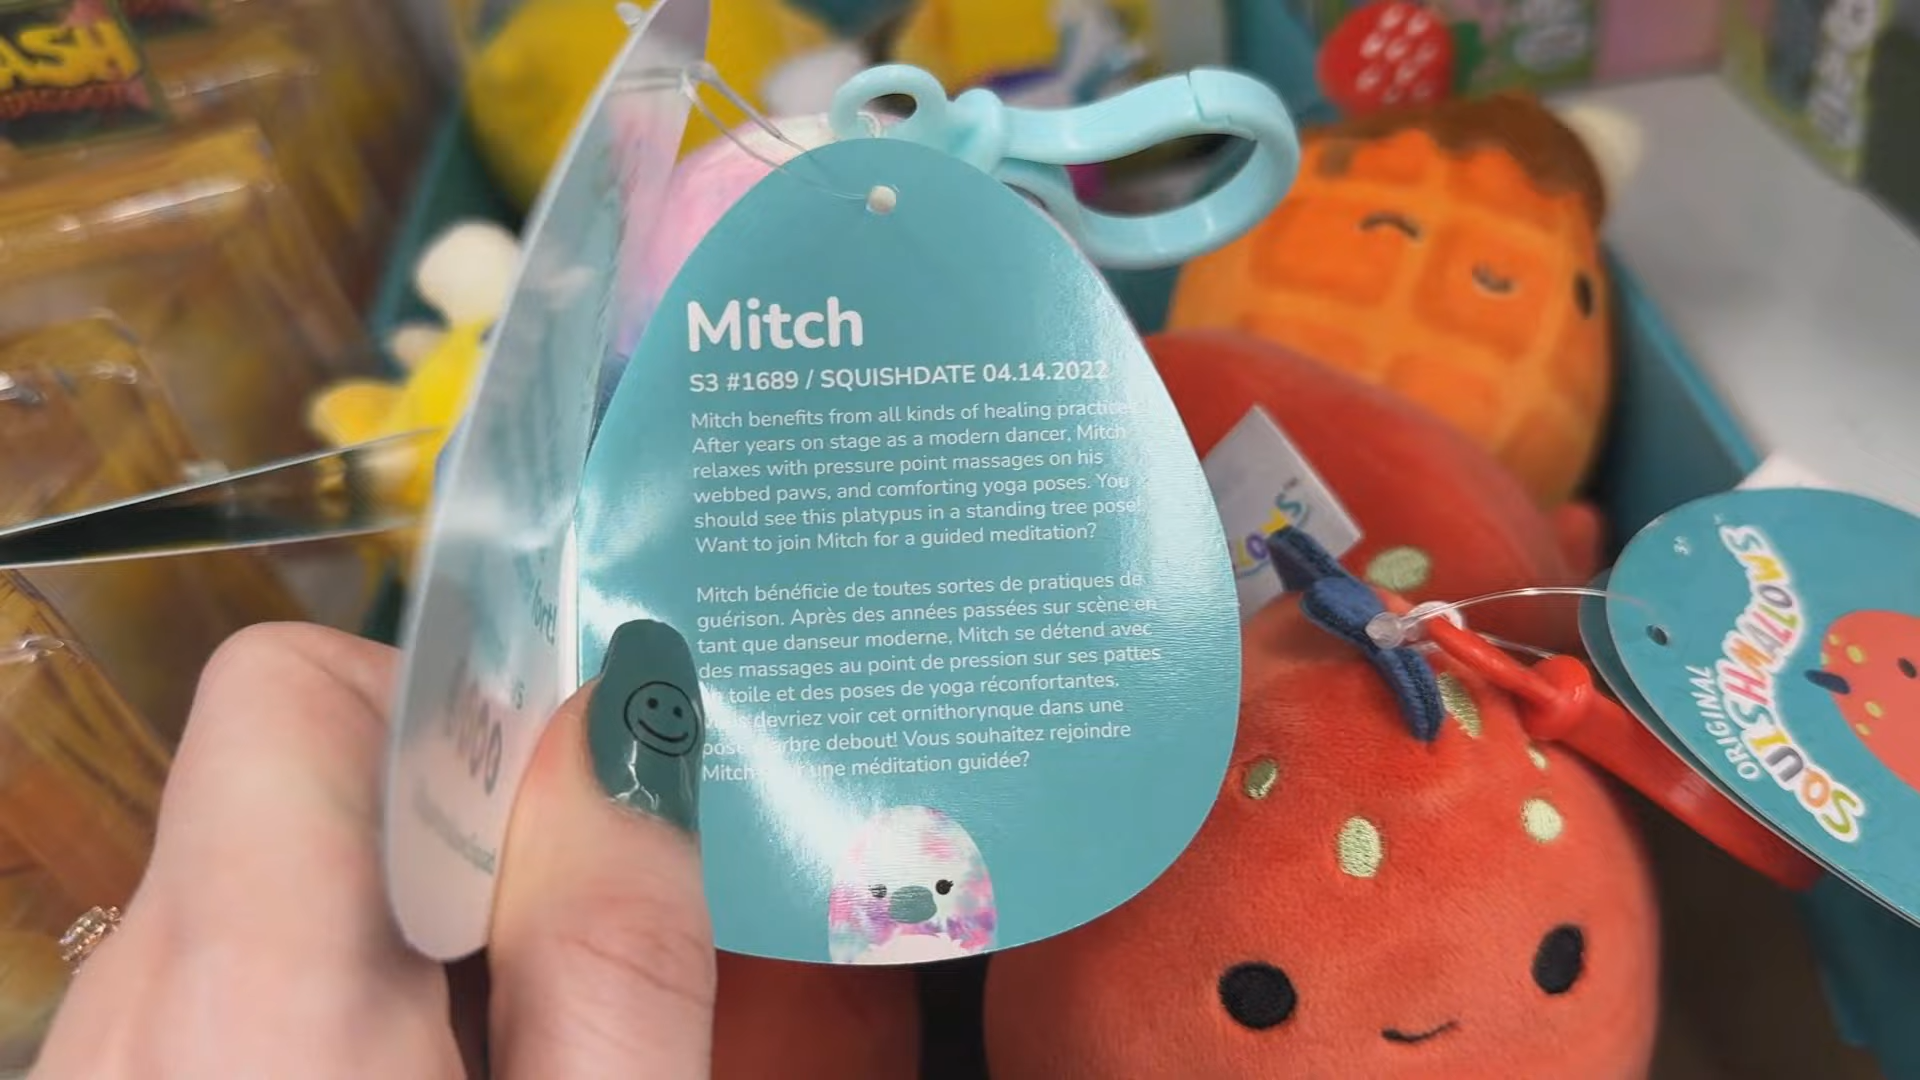 ASH
Mitch
S3 #1689 / SQUISHDATE 04.14.2022
Mitch benefits from all kinds of healing practice
After years on stage as a modern dancer, Mitch
relaxes with pressure point massages on his
webbed paws, and comforting yoga poses. You
should see this platypus in a standing tree pose!
Want to join Mitch for a guided meditation?
Mitch bénéficie de toutes sortes de pratiques de
guérison. Après des années passées sur scène en
tant que danseur moderne, Mitch se détend avec
des massages au point de pression sur ses pattes
toile et des poses de yoga réconfortantes.
devriez voir cet ornithorynque dans une
debout! Vous souhaitez rejoindre
Mitch une méditation guidée?
ORIGINAL
SQUISHMALLOWS